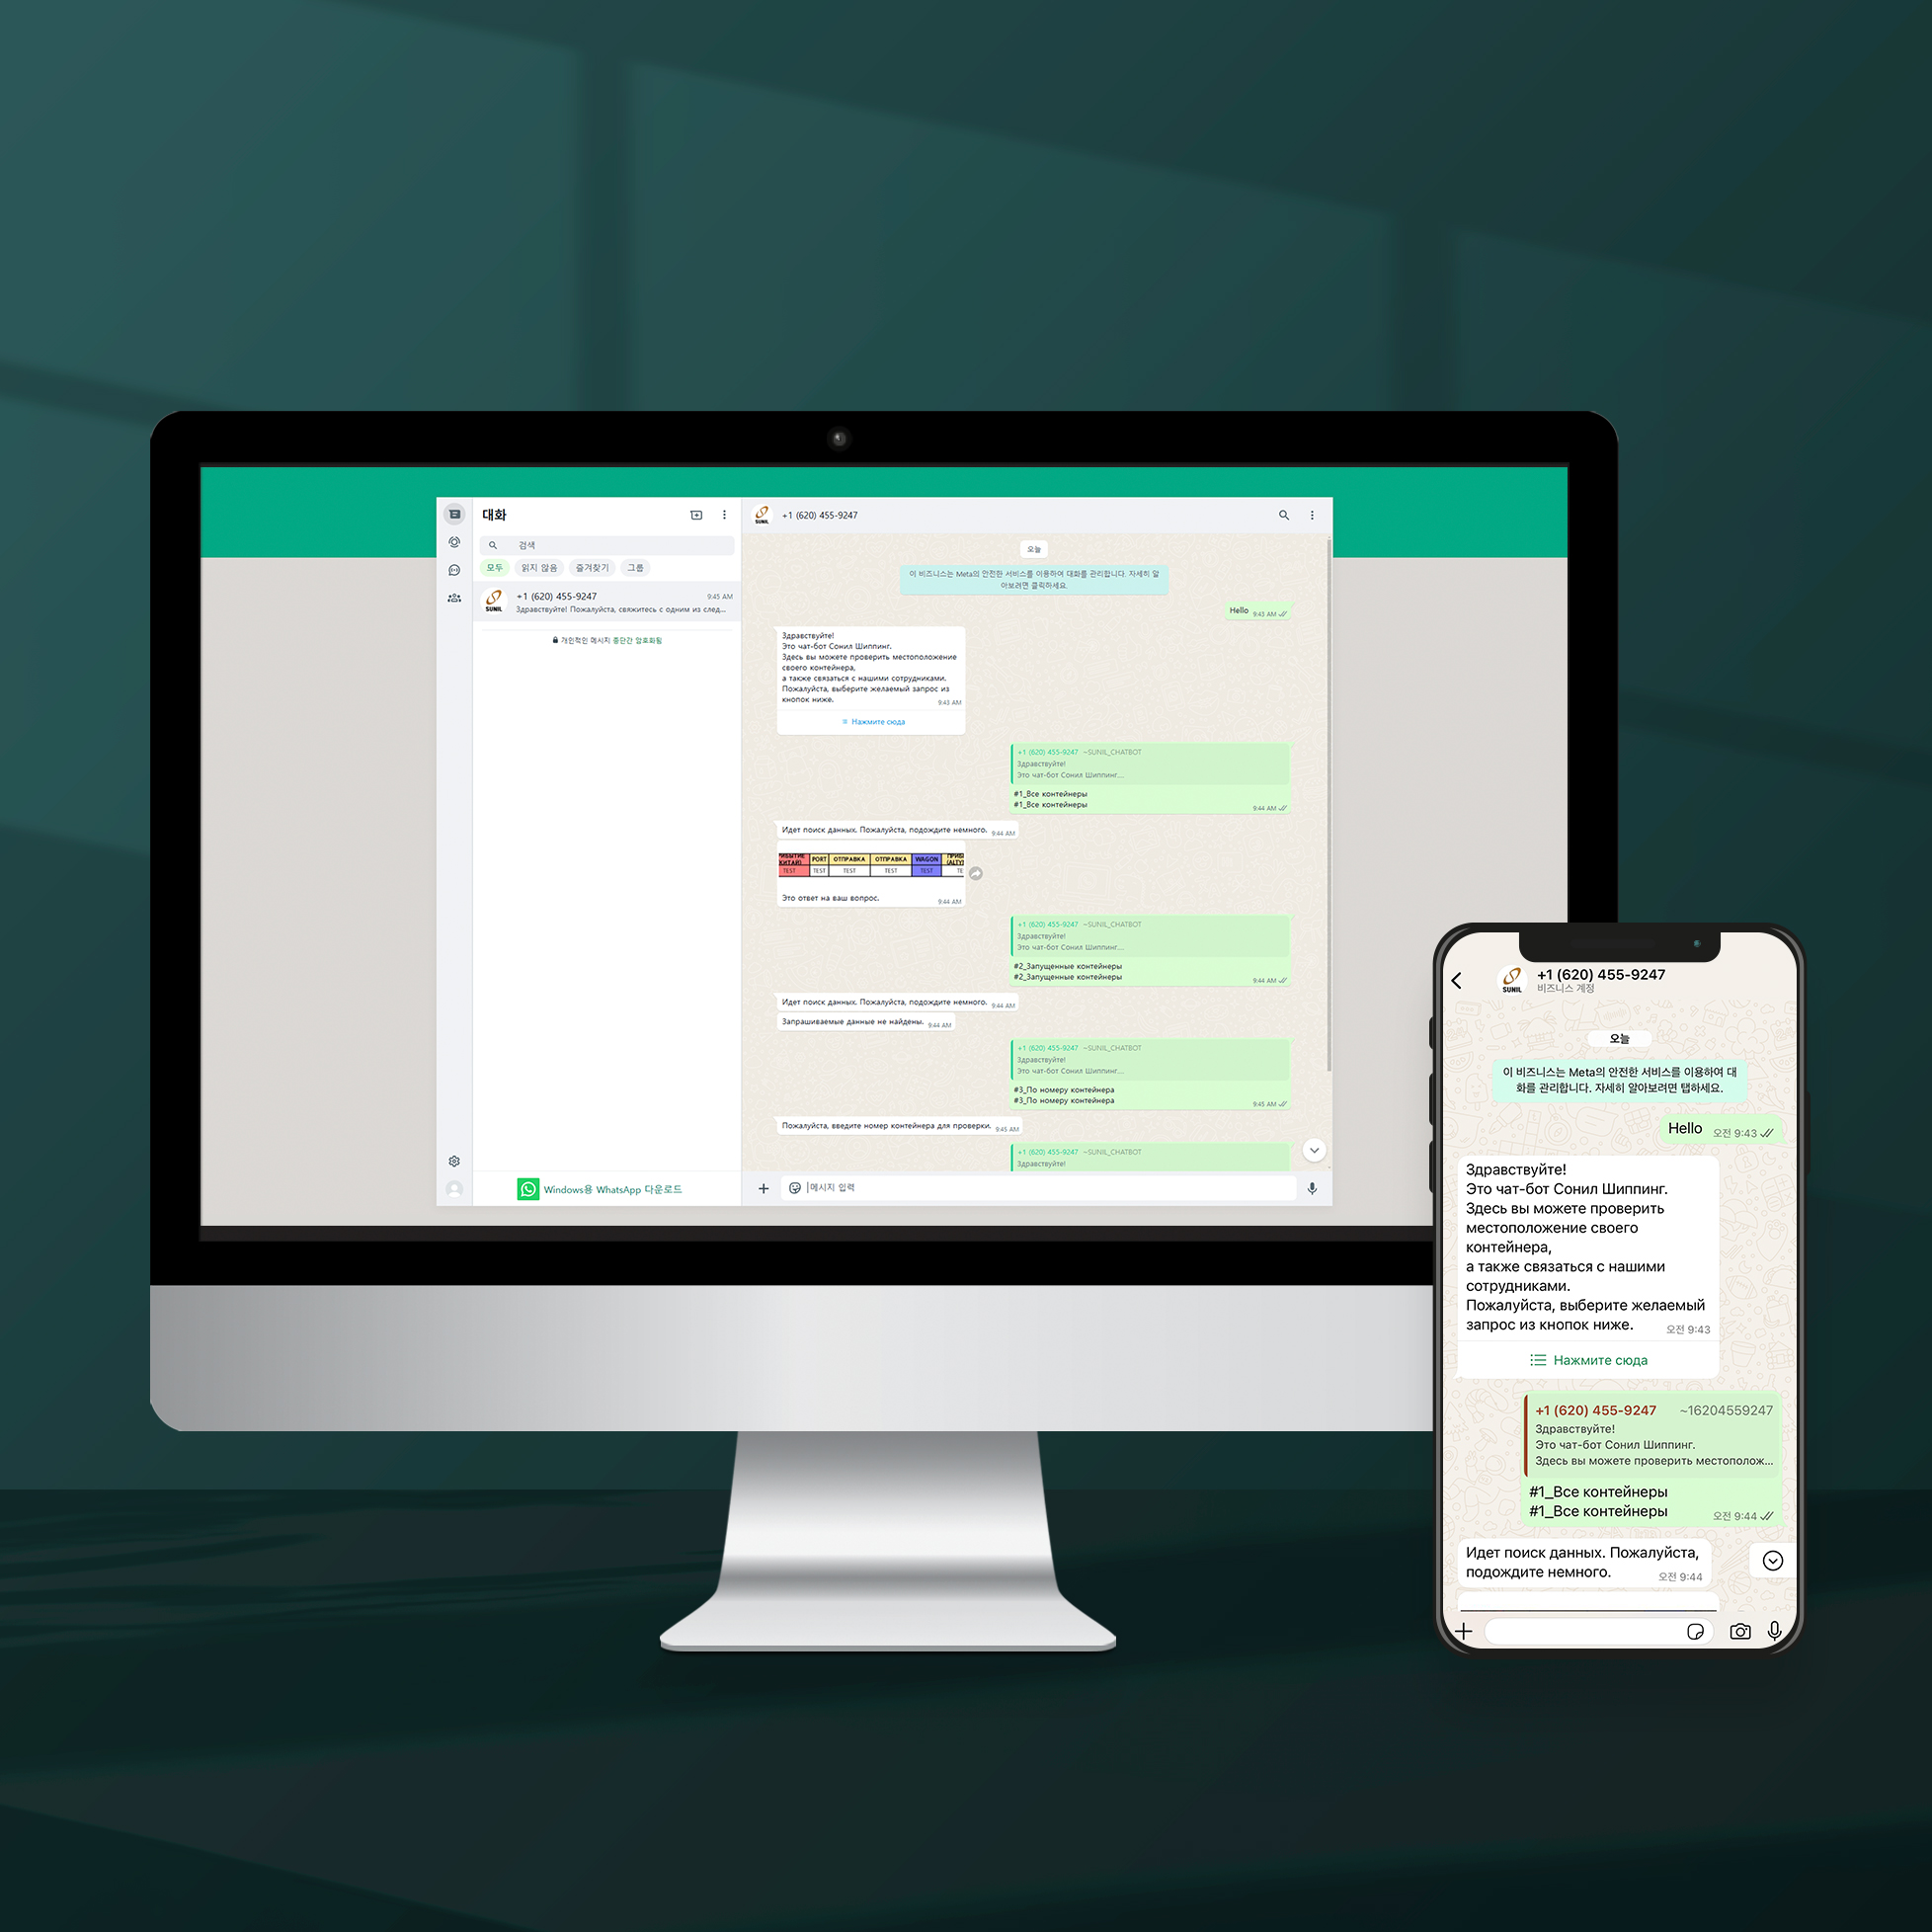 대화
검색
모두 읽지 않음 즐겨찾기 그룹
SUNIL
+1 (620) 455-9247
9:45 AM
Здравствуйте! Пожалуйста, свяжитесь с одним из след...
개인적인 메시지 종단간 암호화됨
Windows용 WhatsApp 다운로드
SUNIL
+1 (620) 455-9247
오늘
이 비즈니스는 Meta의 안전한 서비스를 이용하여 대화를 관리합니다. 자세히 알
아보려면 클릭하세요.
Hello 9:43 AM
Здравствуйте!
Это чат-бот Сонил Шиппинг.
Здесь вы можете проверить местоположение
своего контейнера,
а также связаться с нашими сотрудниками.
Пожалуйста, выберите желаемый запрос из
кнопок ниже.
9:43 AM
Нажмите сюда
+1 (620) 455-9247 ~SUNIL_CHATBOT
Здравствуйте!
Это чат-бот Сонил Шиппинг...
#1_Все контейнеры
#1_Все контейнеры
9:44 AM
Идет поиск данных. Пожалуйста, подождите немного. 9:44 AM
PORT ОТПРАВКА ОТПРАВКА WAGON
TEST TEST TEST TEST TEST
Это ответ на ваш вопрос.
9:44 AM
+1 (620) 455-9247 ~SUNIL_CHATBOT
Здравствуйте!
Это чат-бот Сонил Шиппинг...
#2_Запущенные контейнеры
#2_Запущенные контейнеры
9:44 AM
Идет поиск данных. Пожалуйста, подождите немного. 9:44 AM
Запрашиваемые данные не найдены. 9:44 AM
+1 (620) 455-9247 ~SUNIL_CHATBOT
Здравствуйте!
Это чат-бот Сонил Шиппинг...
#3_По номеру контейнера
#3_По номеру контейнера
9:45 AM
Пожалуйста, введите номер контейнера для проверки. 9:45 AM
+1 (620) 455-9247 ~SUNIL_CHATBOT
Здравствуйте!
메시지 입력
SUNIL
+1 (620) 455-9247
비즈니스 계정
오늘
이 비즈니스는 Meta의 안전한 서비스를 이용하여 대
화를 관리합니다. 자세히 알아보려면 탭하세요.
Hello 오전 9:43
Здравствуйте!
Это чат-бот Сонил Шиппинг.
Здесь вы можете проверить
местоположение своего
контейнера,
а также связаться с нашими
сотрудниками.
Пожалуйста, выберите желаемый
запрос из кнопок ниже.
오전 9:43
Нажмите сюда
+1 (620) 455-9247 ~16204559247
Здравствуйте!
Это чат-бот Сонил Шиппинг.
Здесь вы можете проверить местополож...
#1_Все контейнеры
#1_Все контейнеры
오전 9:44
Идет поиск данных. Пожалуйста,
подождите немного.
오전 9:44